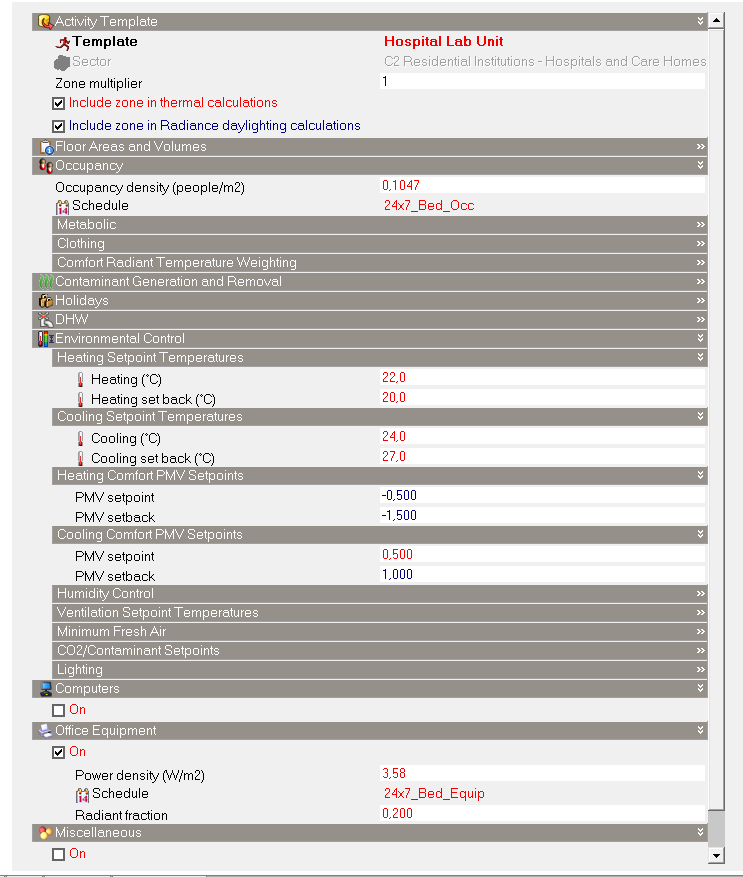 Activity Template
Template Hospital Lab Unit
Sector C2 Residential Institutions - Hospitals and Care Homes
Zone multiplier 1
Include zone in thermal calculations
Include zone in Radiance daylighting calculations
Floor Areas and Volumes
Occupancy
Occupancy density (people/m2) 0,1047
Schedule 24x7_Bed_Occ
Metabolic
Clothing
Comfort Radiant Temperature Weighting
Contaminant Generation and Removal
Holidays
DHW
Environmental Control
Heating Setpoint Temperatures
Heating (°C) 22,0
Heating set back (°C) 20,0
Cooling Setpoint Temperatures
Cooling (°C) 24,0
Cooling set back (°C) 27,0
Heating Comfort PMV Setpoints
PMV setpoint -0,500
PMV setback -1,500
Cooling Comfort PMV Setpoints
PMV setpoint 0,500
PMV setback 1,000
Humidity Control
Ventilation Setpoint Temperatures
Minimum Fresh Air
CO2/Contaminant Setpoints
Lighting
Computers
On
Office Equipment
On
Power density (W/m2) 3,58
Schedule 24x7_Bed_Equip
Radiant fraction 0,200
Miscellaneous
On